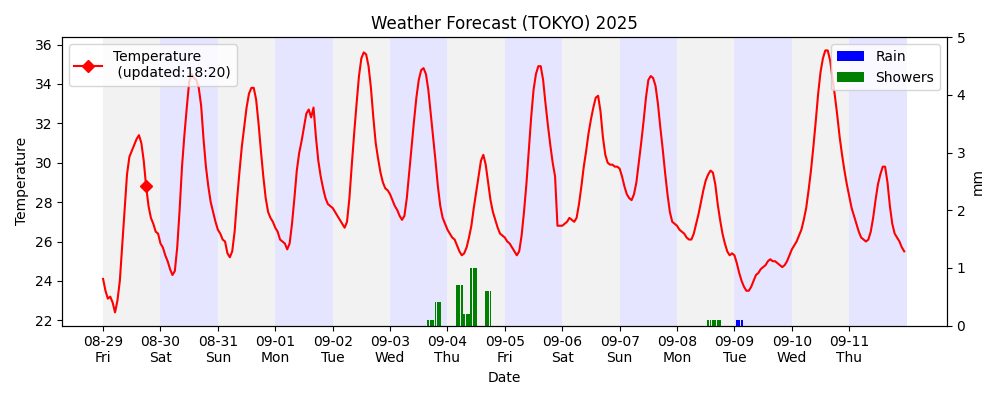 Weather Forecast (TOKYO) 2025
Temperature
(updated:18:20)
Rain
Showers
Temperature
36
34
32
30
28
26
24
22
5
4
3
2
1
0
mm
08-29 08-30 08-31 09-01 09-02 09-03 09-04 09-05 09-06 09-07 09-08 09-09 09-10 09-11
Fri Sat Sun Mon Tue Wed Thu Fri Sat Sun Mon Tue Wed Thu
Date